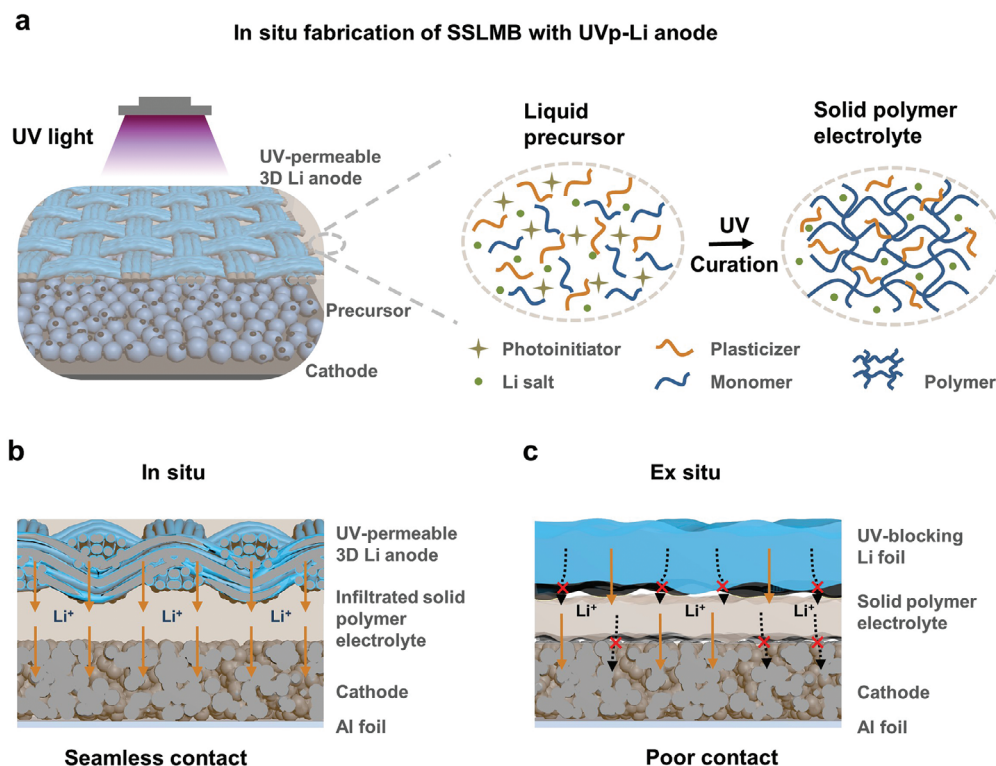 a
In situ fabrication of SSLMB with UVp-Li anode
UV light
UV-permeable
3D Li anode
Precursor
Cathode
Liquid
precursor
UV
Curation
Solid polymer
electrolyte
Photoinitiator
Plasticizer
Li salt
Monomer
Polymer
b
In situ
UV-permeable
3D Li anode
Li⁺ Li⁺ Li⁺
Infiltrated solid
polymer
electrolyte
Cathode
Al foil
Seamless contact
c
Ex situ
UV-blocking
Li foil
Li⁺ Li⁺ Li⁺
Solid polymer
electrolyte
Cathode
Al foil
Poor contact